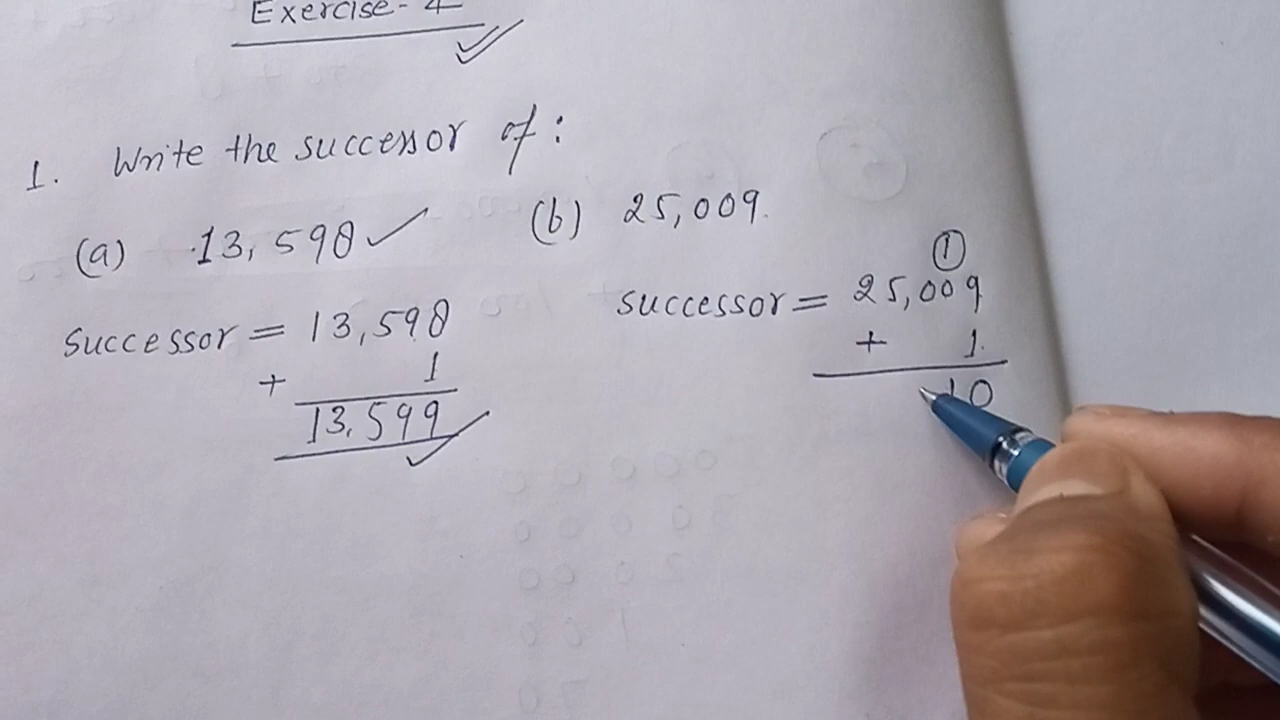 Exercise- 4
1. Write the successor of :
(a) 13,598 (b) 25,009.
successor = 13,598
+ 1
13,599
successor = 25,009
1
+ 1.
10